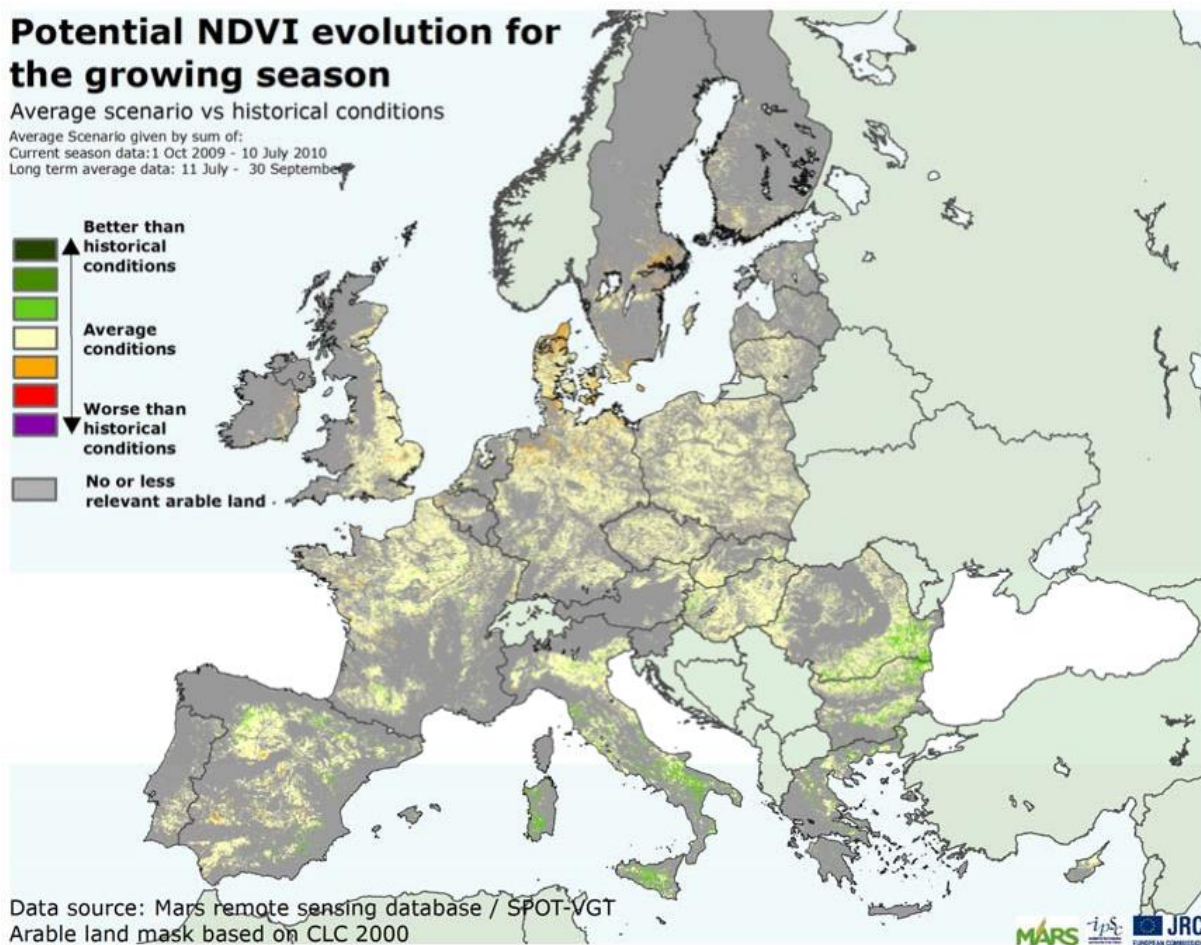 Potential NDVI evolution for
the growing season
Average scenario vs historical conditions
Average Scenario given by sum of:
Current season data:1 Oct 2009 - 10 July 2010
Long term average data: 11 July - 30 September
Better than
historical
conditions
Average
conditions
Worse than
historical
conditions
No or less
relevant arable land
Data source: Mars remote sensing database / SPOT-VGT
Arable land mask based on CLC 2000
MARS ipsc JRC
EUROPEAN COMMISSION